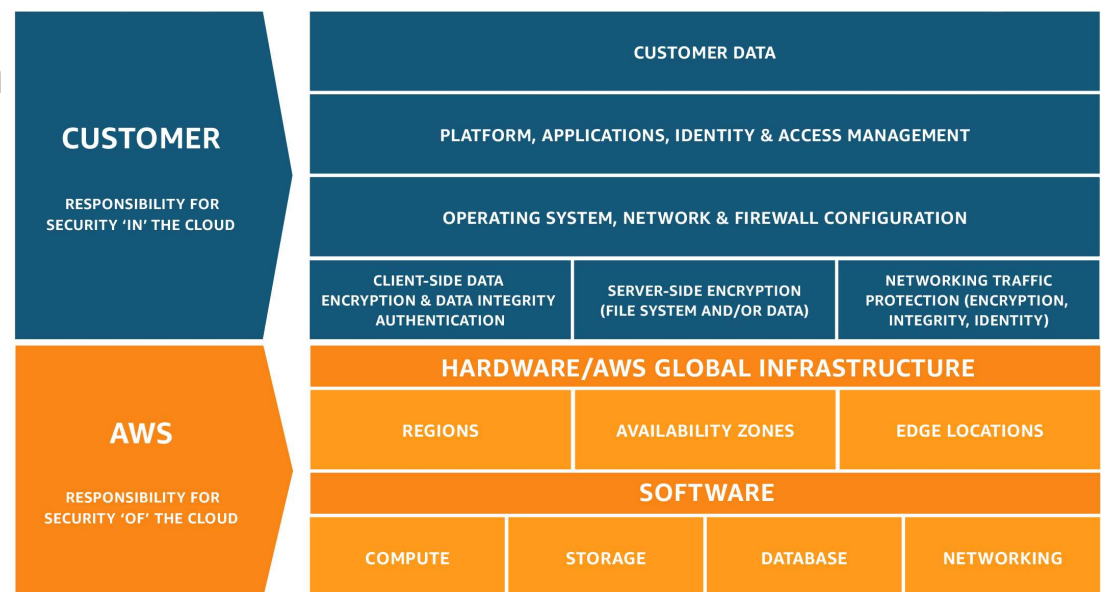 CUSTOMER
RESPONSIBILITY FOR
SECURITY ‘IN’ THE CLOUD
CUSTOMER DATA
PLATFORM, APPLICATIONS, IDENTITY & ACCESS MANAGEMENT
OPERATING SYSTEM, NETWORK & FIREWALL CONFIGURATION
CLIENT-SIDE DATA
ENCRYPTION & DATA INTEGRITY
AUTHENTICATION
SERVER-SIDE ENCRYPTION
(FILE SYSTEM AND/OR DATA)
NETWORKING TRAFFIC
PROTECTION (ENCRYPTION,
INTEGRITY, IDENTITY)
AWS
RESPONSIBILITY FOR
SECURITY ‘OF’ THE CLOUD
HARDWARE/AWS GLOBAL INFRASTRUCTURE
REGIONS
AVAILABILITY ZONES
EDGE LOCATIONS
SOFTWARE
COMPUTE
STORAGE
DATABASE
NETWORKING